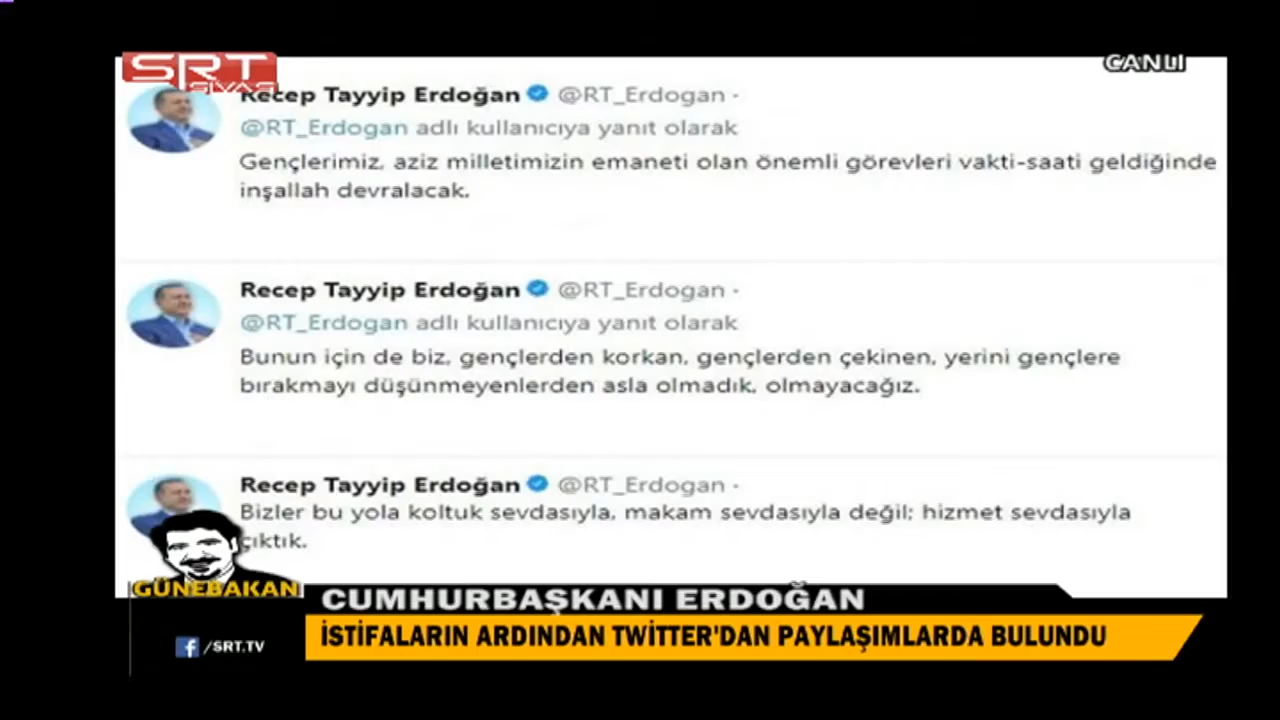 SRT
SİVAS
CANLI
Recep Tayyip Erdoğan @RT_Erdogan ·
@RT_Erdogan adlı kullanıcıya yanıt olarak
Gençlerimiz, aziz milletimizin emaneti olan önemli görevleri vakti-saati geldiğinde
inşallah devralacak.
Recep Tayyip Erdoğan @RT_Erdogan ·
@RT_Erdogan adlı kullanıcıya yanıt olarak
Bunun için de biz, gençlerden korkan, gençlerden çekinen, yerini gençlere
bırakmayı düşünmeyenlerden asla olmadık, olmayacağız.
Recep Tayyip Erdoğan @RT_Erdogan ·
Bizler bu yola koltuk sevdasıyla, makam sevdasıyla değil; hizmet sevdasıyla
çıktık.
GÜNEBAKAN
CUMHURBAŞKANI ERDOĞAN
İSTİFALARIN ARDINDAN TWİTTER'DAN PAYLAŞIMLARDA BULUNDU
f /SRT.TV